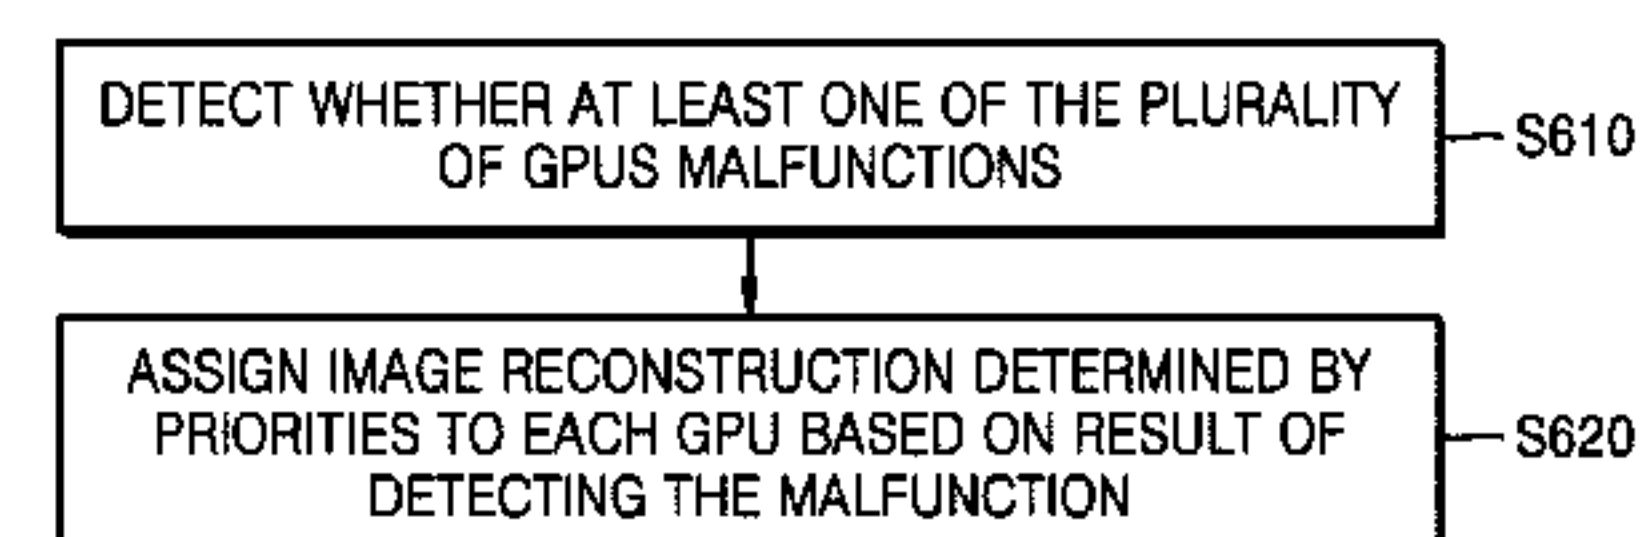 DETECT WHETHER AT LEAST ONE OF THE PLURALITY
OF GPUS MALFUNCTIONS
S610
ASSIGN IMAGE RECONSTRUCTION DETERMINED BY
PRIORITIES TO EACH GPU BASED ON RESULT OF
DETECTING THE MALFUNCTION
S620